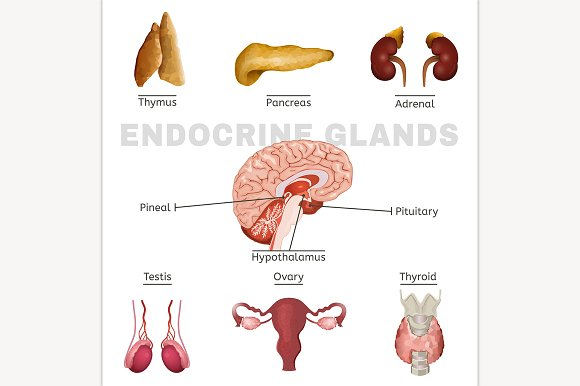 Thymus
Pancreas
Adrenal
ENDOCRINE GLANDS
Pineal
Pituitary
Hypothalamus
Testis
Ovary
Thyroid